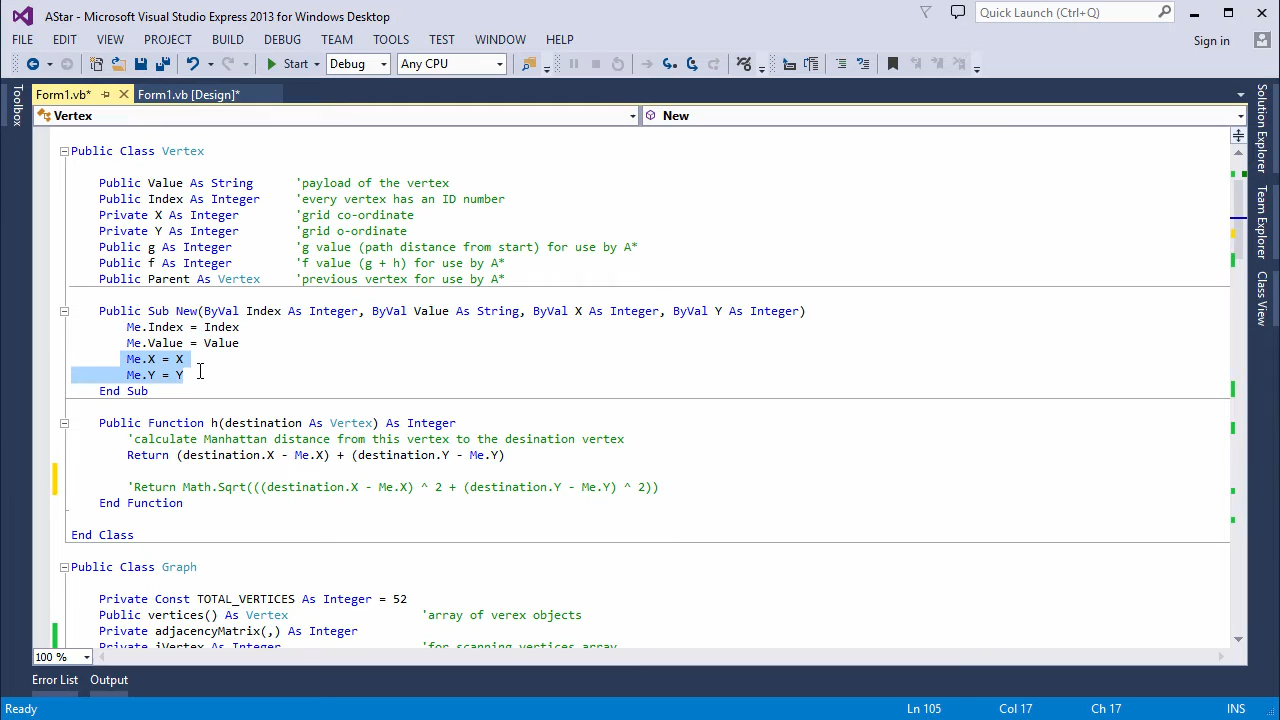 AStar - Microsoft Visual Studio Express 2013 for Windows Desktop
Quick Launch (Ctrl+Q)
FILE EDIT VIEW PROJECT BUILD DEBUG TEAM TOOLS TEST WINDOW HELP
Sign in
Start Debug Any CPU
Form1.vb* Form1.vb [Design]*
Toolbox
Solution Explorer
Team Explorer
Class View
Vertex New
Public Class Vertex
Public Value As String 'payload of the vertex
Public Index As Integer 'every vertex has an ID number
Private X As Integer 'grid co-ordinate
Private Y As Integer 'grid o-ordinate
Public g As Integer 'g value (path distance from start) for use by A*
Public f As Integer 'f value (g + h) for use by A*
Public Parent As Vertex 'previous vertex for use by A*
Public Sub New(ByVal Index As Integer, ByVal Value As String, ByVal X As Integer, ByVal Y As Integer)
Me.Index = Index
Me.Value = Value
Me.X = X
Me.Y = Y
End Sub
Public Function h(destination As Vertex) As Integer
'calculate Manhattan distance from this vertex to the desination vertex
Return (destination.X - Me.X) + (destination.Y - Me.Y)
'Return Math.Sqrt(((destination.X - Me.X) ^ 2 + (destination.Y - Me.Y) ^ 2))
End Function
End Class
Public Class Graph
Private Const TOTAL_VERTICES As Integer = 52
Public vertices() As Vertex 'array of verex objects
Private adjacencyMatrix(,) As Integer
Private iVertex As Integer 'for scanning vertices array
100 %
Error List Output
Ready Ln 105 Col 17 Ch 17 INS